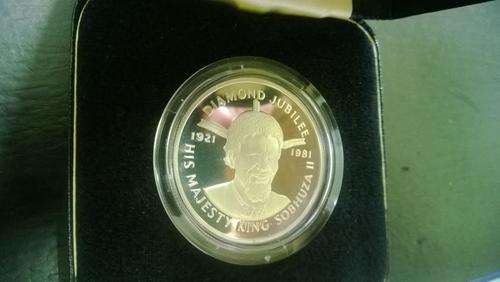 DIAMOND JUBILEE
1921
1981
HIS MAJESTY KING SOBHUZA II